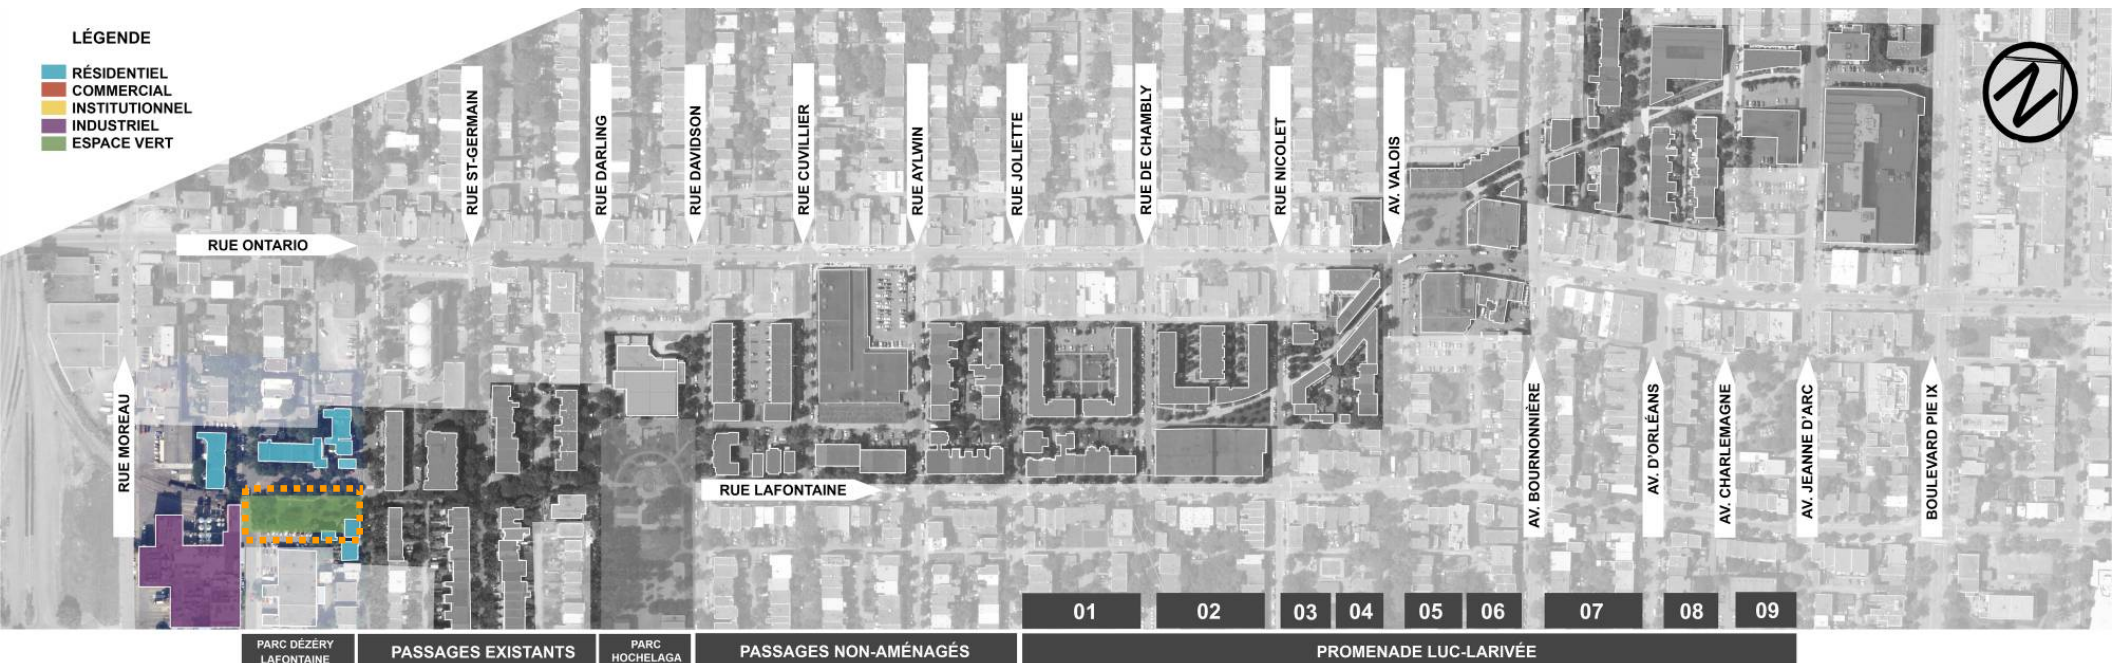 LÉGENDE
RÉSIDENTIEL
COMMERCIAL
INSTITUTIONNEL
INDUSTRIEL
ESPACE VERT
N
RUE ST-GERMAIN
RUE DARLING
RUE DAVIDSON
RUE CUVILLIER
RUE AYLWIN
RUE JOLIETTE
RUE DE CHAMBLY
RUE NICOLET
AV. VALOIS
RUE ONTARIO
RUE MOREAU
AV. BOURNONNIÈRE
AV. D'ORLÉANS
AV. CHARLEMAGNE
AV. JEANNE D'ARC
BOULEVARD PIE IX
RUE LAFONTAINE
01
02
03
04
05
06
07
08
09
PARC DÉZÉRY
LAFONTAINE
PASSAGES EXISTANTS
PARC
HOCHELAGA
PASSAGES NON-AMÉNAGÉS
PROMENADE LUC-LARIVÉE